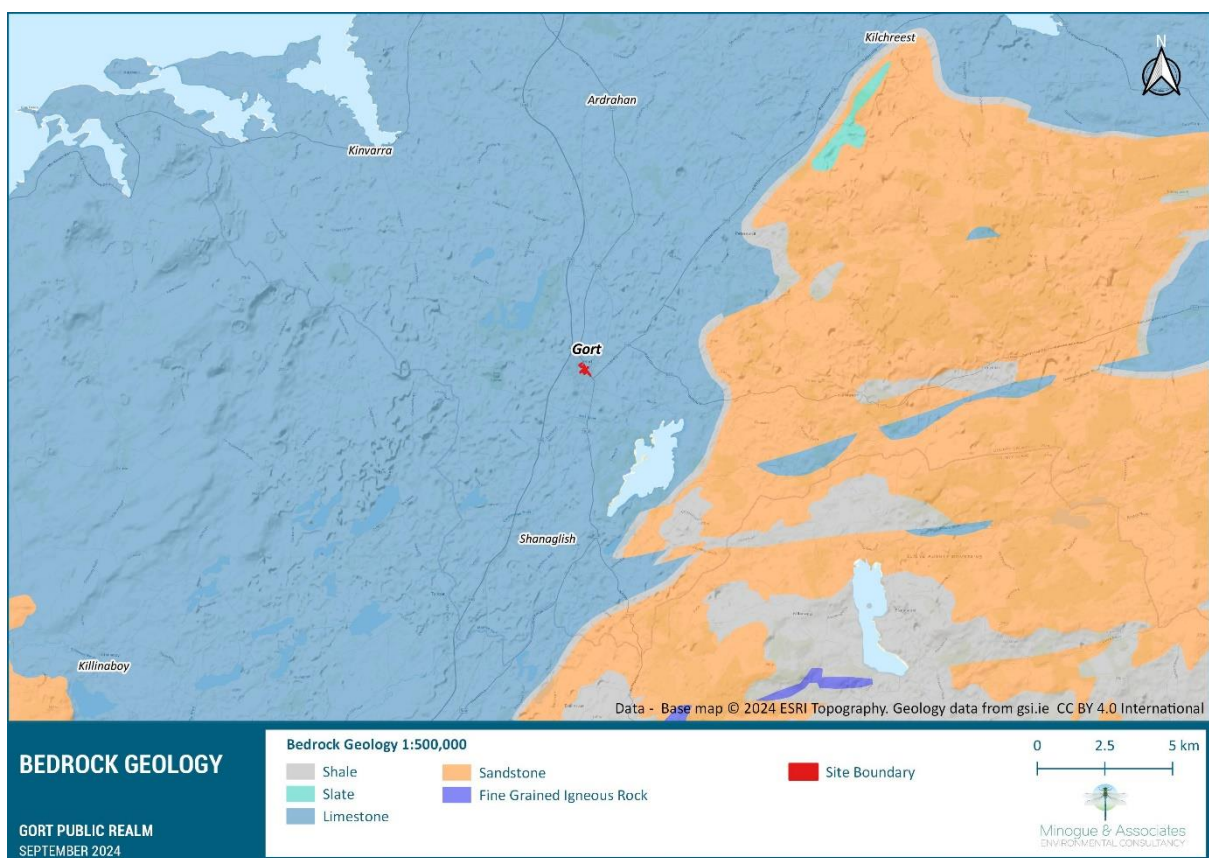 Kilchreest
N
Ardrahan
Kinvarra
Gort
Shanaglish
Killinaboy
Data - Base map © 2024 ESRI Topography. Geology data from gsi.ie CC BY 4.0 International
BEDROCK GEOLOGY
GORT PUBLIC REALM
SEPTEMBER 2024
Bedrock Geology 1:500,000
Shale
Slate
Limestone
Sandstone
Fine Grained Igneous Rock
Site Boundary
0 2.5 5 km
Minogue & Associates
ENVIRONMENTAL CONSULTANCY